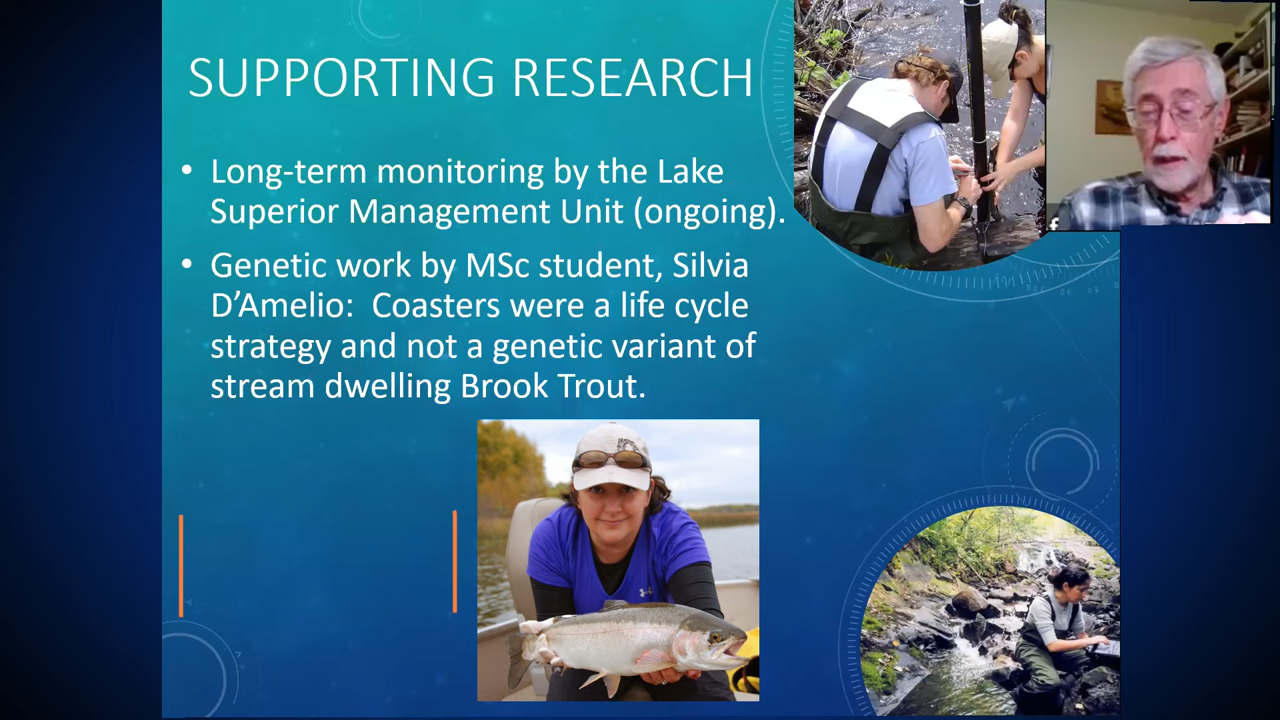 SUPPORTING RESEARCH
• Long-term monitoring by the Lake
Superior Management Unit (ongoing).
• Genetic work by MSc student, Silvia
D’Amelio:  Coasters were a life cycle
strategy and not a genetic variant of
stream dwelling Brook Trout.